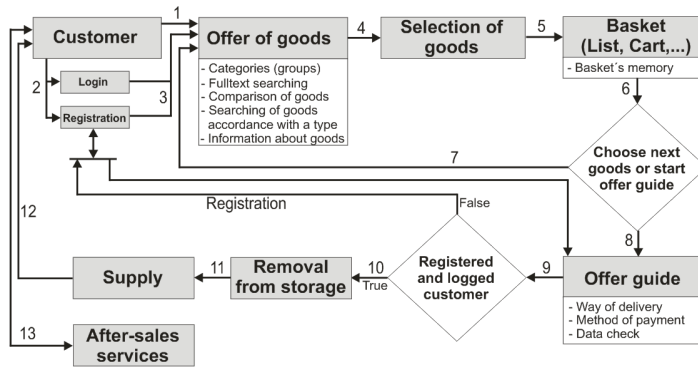 1
Customer
Offer of goods
4
Selection of
goods
5
Basket
(List, Cart,...)
- Basket´s memory
2
Login
3
Registration
- Categories (groups)
- Fulltext searching
- Comparison of goods
- Searching of goods
accordance with a type
- Information about goods
6
7
Choose next
goods or start
offer guide
12
Registration
False
8
Supply
11
Removal
from storage
10
True
Registered
and logged
customer
9
Offer guide
- Way of delivery
- Method of payment
- Data check
13
After-sales
services